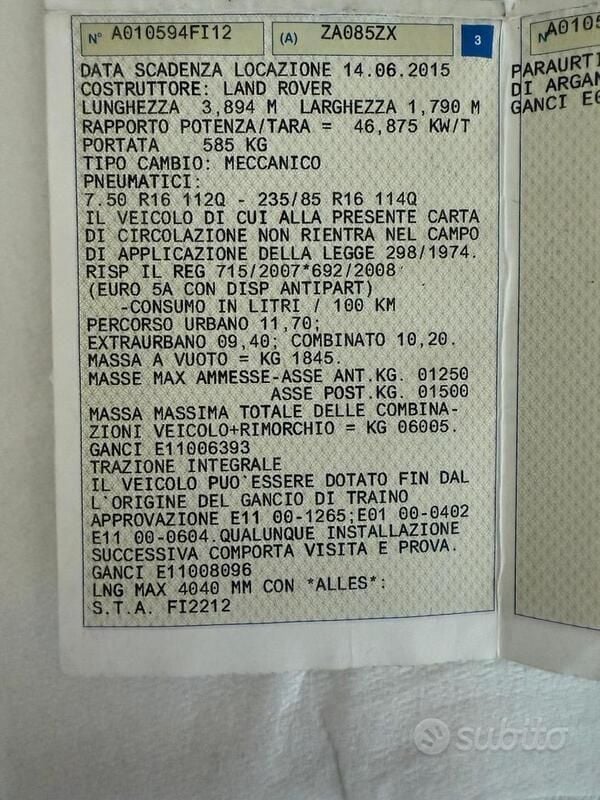 N° A010594FI12 (A) ZA085ZX 3
DATA SCADENZA LOCAZIONE 14.06.2015
COSTRUTTORE: LAND ROVER
LUNGHEZZA 3,894 M LARGHEZZA 1,790 M
RAPPORTO POTENZA/TARA = 46,875 KW/T
PORTATA 585 KG
TIPO CAMBIO: MECCANICO
PNEUMATICI:
7.50 R16 112Q - 235/85 R16 114Q
IL VEICOLO DI CUI ALLA PRESENTE CARTA
DI CIRCOLAZIONE NON RIENTRA NEL CAMPO
DI APPLICAZIONE DELLA LEGGE 298/1974.
RISP IL REG 715/2007*692/2008
(EURO 5A CON DISP ANTIPART)
-CONSUMO IN LITRI / 100 KM
PERCORSO URBANO 11,70;
EXTRAURBANO 09,40; COMBINATO 10,20.
MASSA A VUOTO = KG 1845.
MASSE MAX AMMESSE-ASSE ANT.KG. 01250
ASSE POST.KG. 01500
MASSA MASSIMA TOTALE DELLE COMBINA-
ZIONI VEICOLO+RIMORCHIO = KG 06005.
GANCI E11006393
TRAZIONE INTEGRALE
IL VEICOLO PUO'ESSERE DOTATO FIN DAL
L'ORIGINE DEL GANCIO DI TRAINO
APPROVAZIONE E11 00-1265;E01 00-0402
E11 00-0604.QUALUNQUE INSTALLAZIONE
SUCCESSIVA COMPORTA VISITA E PROVA.
GANCI E11008096
LNG MAX 4040 MM CON *ALLES*:
S.T.A. FI2212
N° A0105
PARAURTI
DI ARGAN
GANCI E
subito